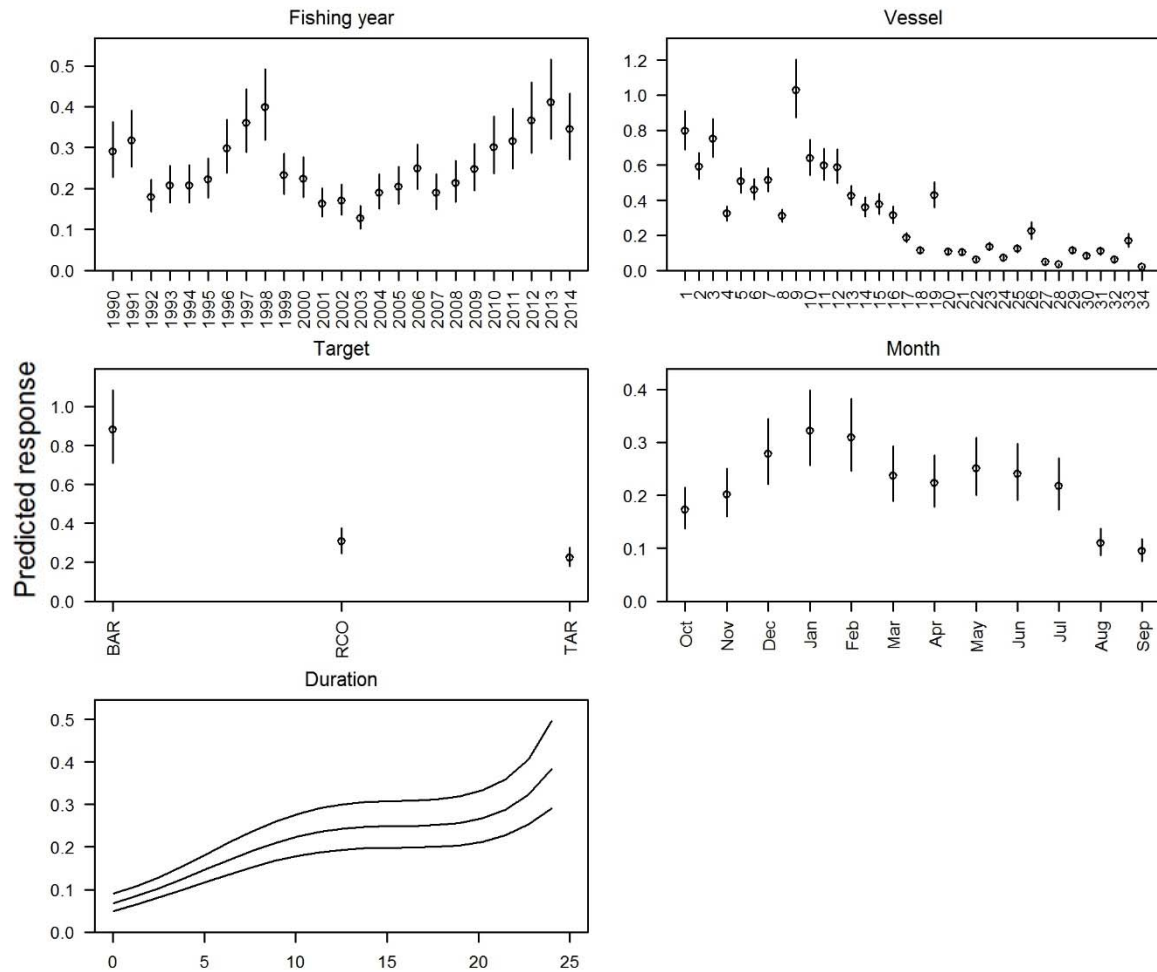 Fishing year
0.5
0.4
0.3
0.2
0.1
0.0
1990 1991 1992 1993 1994 1995 1996 1997 1998 1999 2000 2001 2002 2003 2004 2005 2006 2007 2008 2009 2010 2011 2012 2013 2014
Vessel
1.2
1.0
0.8
0.6
0.4
0.2
0.0
1 2 3 4 5 6 7 8 9 10 11 12 13 14 15 16 17 18 19 20 21 22 23 24 25 26 27 28 29 30 31 32 33 34
Predicted response
Target
1.0
0.8
0.6
0.4
0.2
0.0
BAR RCO TAR
Month
0.4
0.3
0.2
0.1
0.0
Oct Nov Dec Jan Feb Mar Apr May Jun Jul Aug Sep
Duration
0.5
0.4
0.3
0.2
0.1
0.0
0 5 10 15 20 25